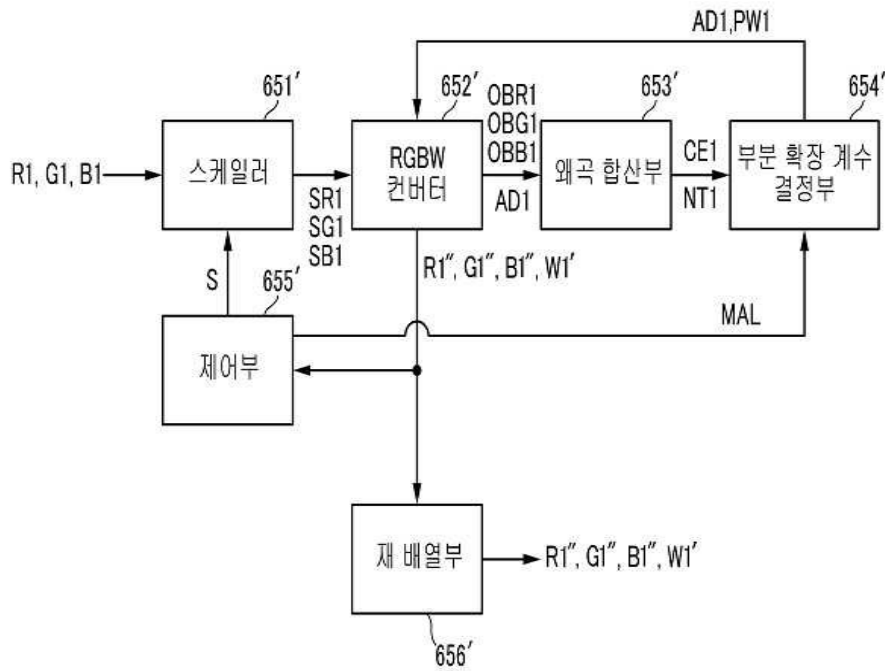 AD1,PW1
651′
652′
OBR1
OBG1
OBB1
653′
654′
R1, G1, B1
스케일러
SR1
SG1
SB1
RGBW
컨버터
AD1
왜곡 합산부
CE1
NT1
부분 확장 계수
결정부
S
655′
R1″, G1″, B1″, W1′
MAL
제어부
재 배열부
R1″, G1″, B1″, W1′
656′